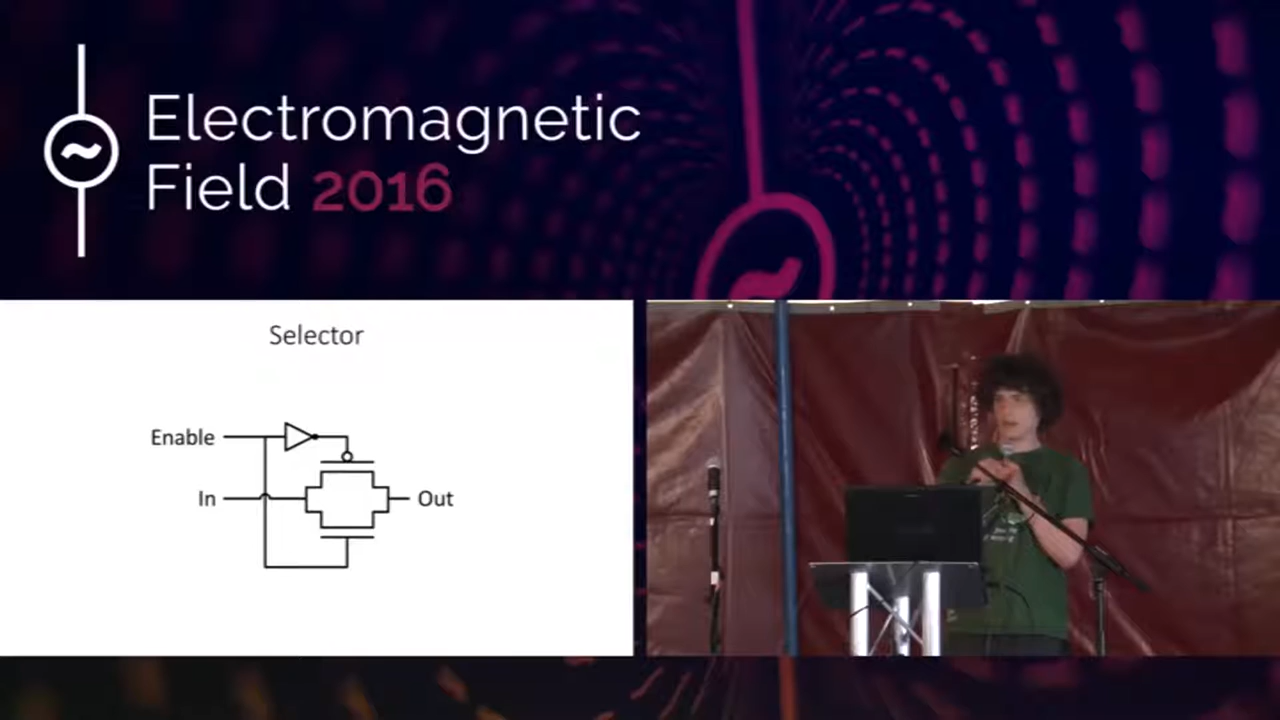 Electromagnetic
Field 2016
Selector
Enable
In
Out